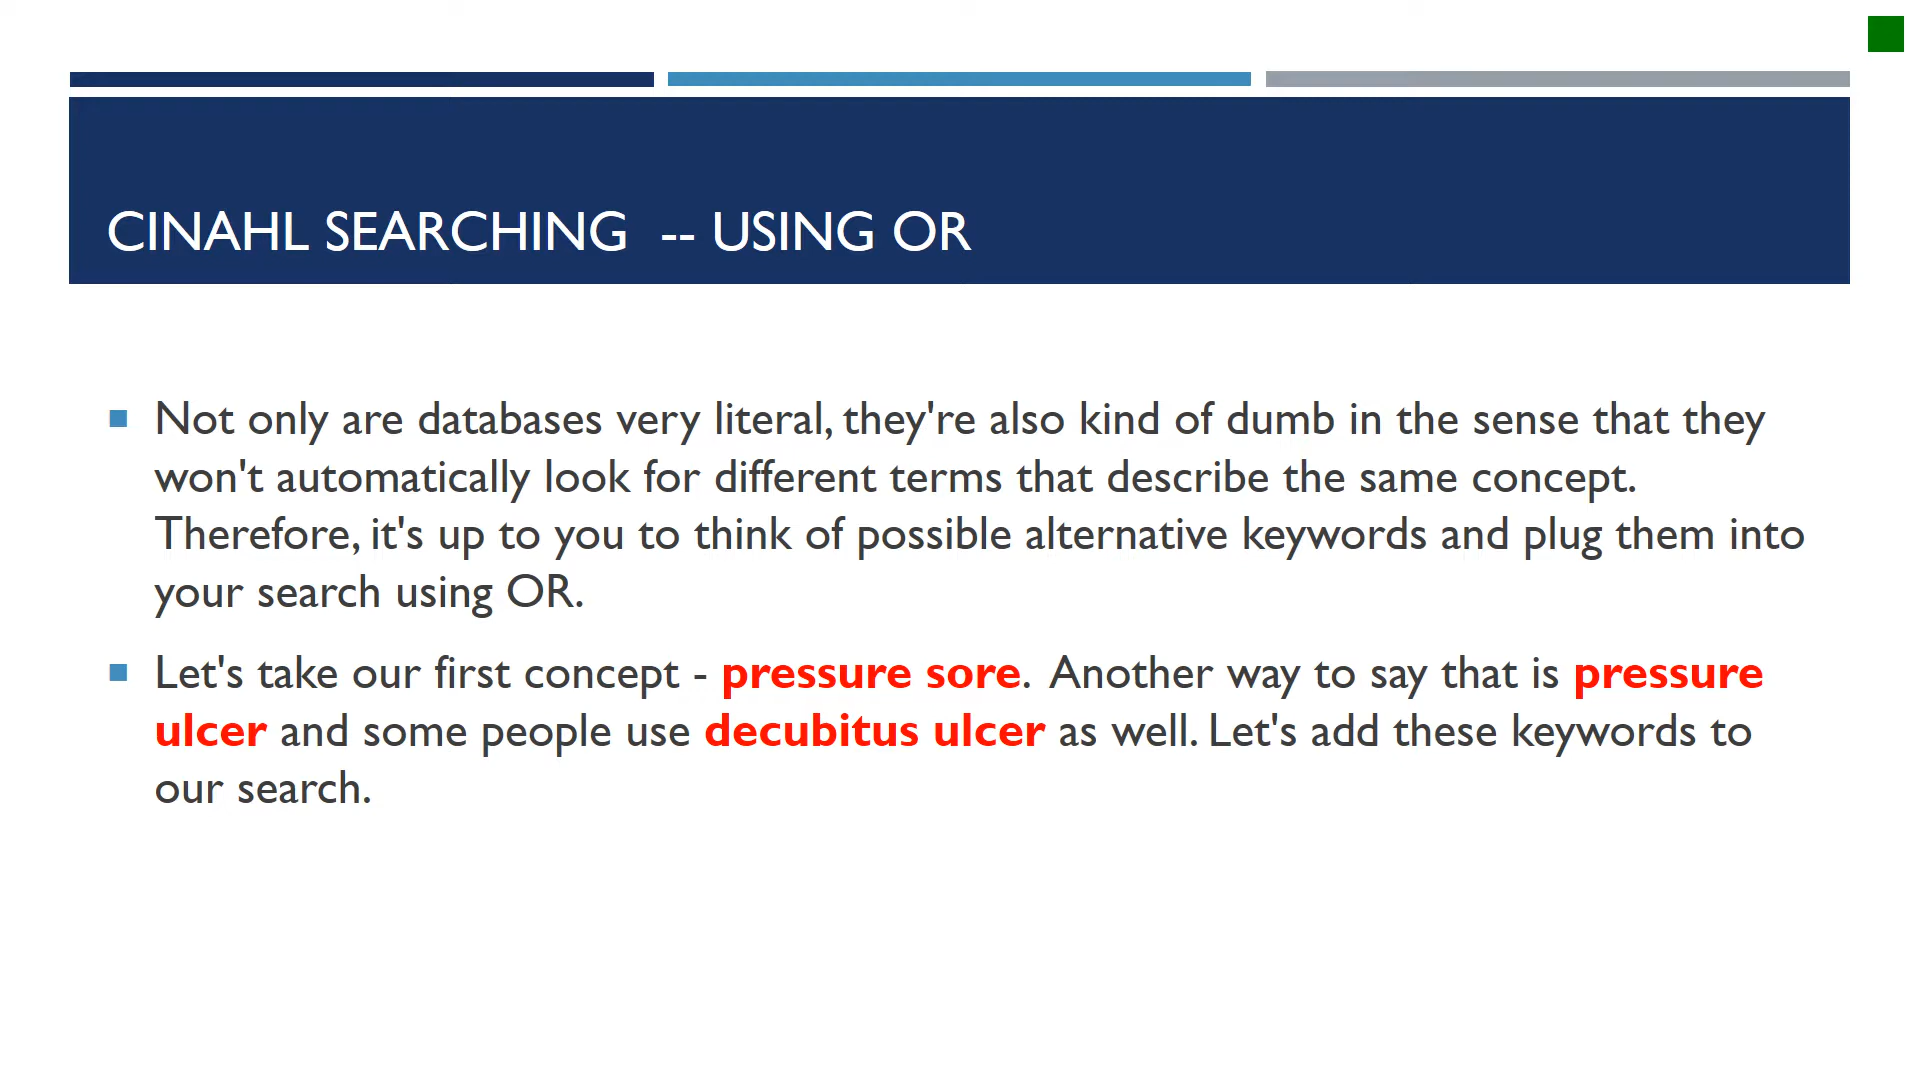 CINAHL SEARCHING -- USING OR
Not only are databases very literal, they're also kind of dumb in the sense that they
won't automatically look for different terms that describe the same concept.
Therefore, it's up to you to think of possible alternative keywords and plug them into
your search using OR.
Let's take our first concept - pressure sore. Another way to say that is pressure
ulcer and some people use decubitus ulcer as well. Let's add these keywords to
our search.